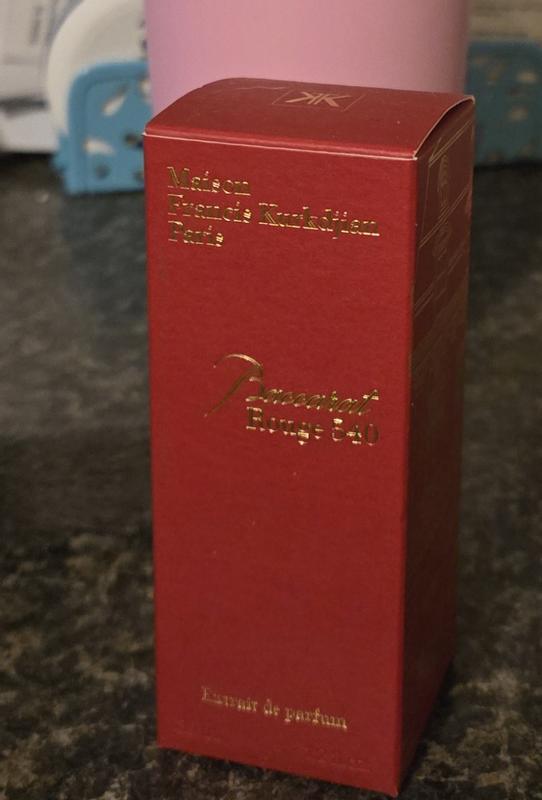 Maison
Francis Kurkdjian
Paris
Baccarat
Rouge 540
Extrait de parfum